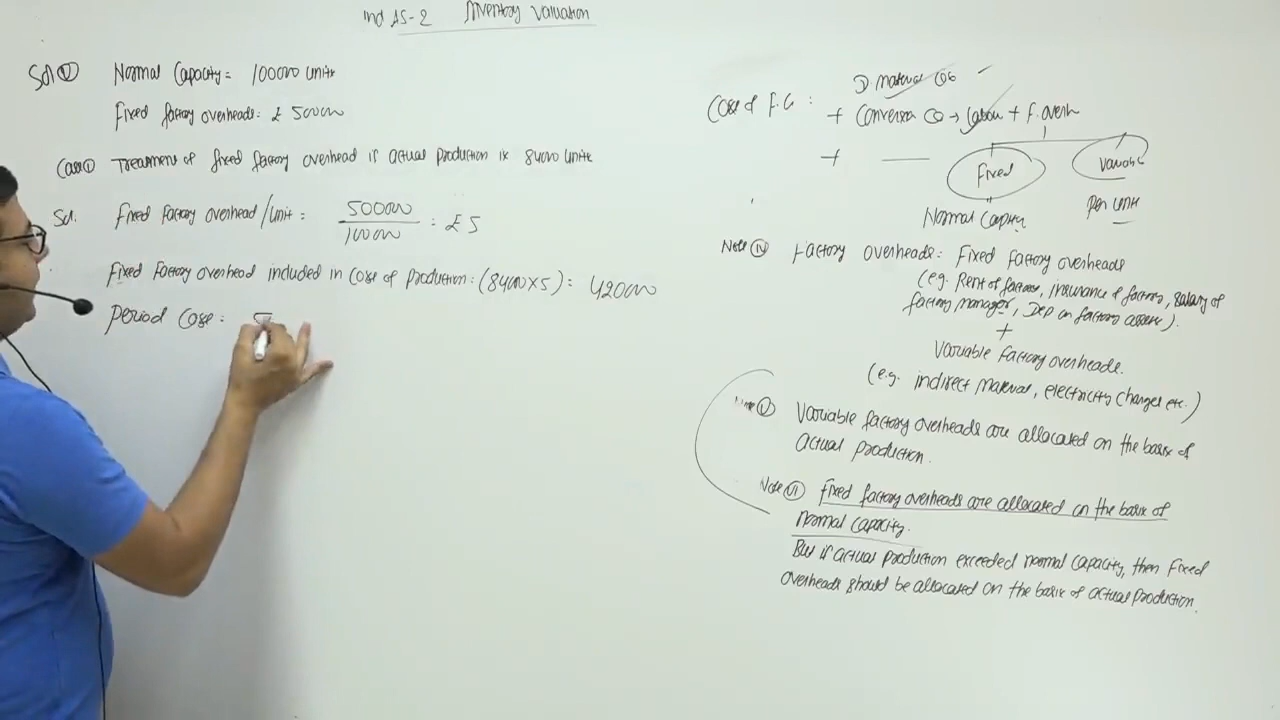 Ind AS-2 Inventory Valuation
Sol ⓥ Normal Capacity = 100000 units
Fixed factory overheads: ₤ 500000
Case ① Treatment of fixed factory overhead if actual production is 84000 units
Sol. Fixed factory overhead/unit =
500000
100000
: ₤ 5
Fixed factory overhead included in Cost of production: (84000X5) = 420000
Period Cost: 5
Cost of F.G :
① material Cost
+ Conversion Co → Labour + f. overh
+ —
Fixed Variable
Normal Capacity Per unit
Note ⓘⓥ Factory overheads: Fixed factory overheads
(e.g. Rent of factory, Insurance of factory, Salary of
factory manager, Dep on factory assets).
+
Variable factory overheads.
(e.g. indirect material, electricity charges etc.)
Note ⓥ Variable factory overheads are allocated on the basis of
actual production.
Note ⓥⓘ Fixed factory overheads are allocated on the basis of
normal capacity.
But if actual production exceeded normal capacity, then fixed
overheads should be allocated on the basis of actual production.